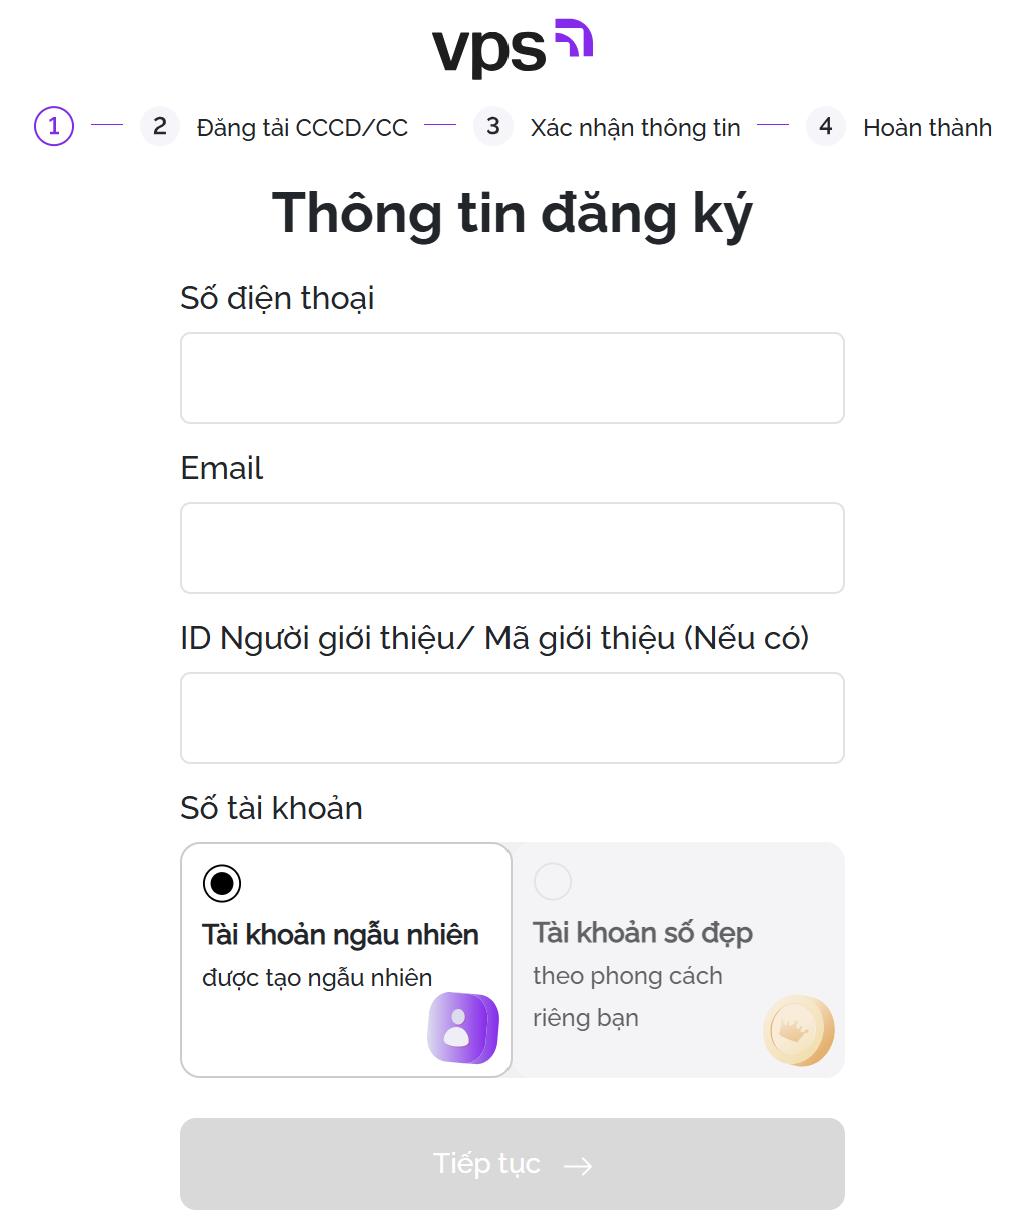 vps
1 2 Đăng tải CCCD/CC 3 Xác nhận thông tin 4 Hoàn thành
Thông tin đăng ký
Số điện thoại
Email
ID Người giới thiệu/ Mã giới thiệu (Nếu có)
Số tài khoản
Tài khoản ngẫu nhiên
được tạo ngẫu nhiên
Tài khoản số đẹp
theo phong cách
riêng bạn
Tiếp tục